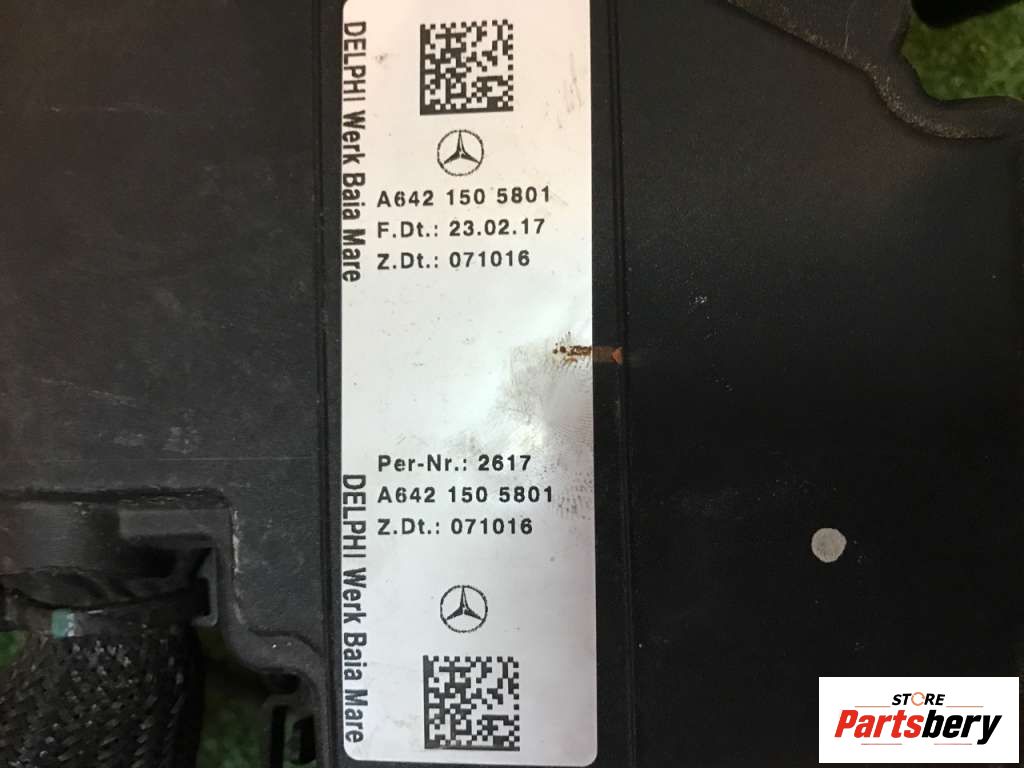 DELPHI Werk Baia Mare
A642 150 5801
F.Dt.: 23.02.17
Z.Dt.: 071016
Per-Nr.: 2617
A642 150 5801
Z.Dt.: 071016
DELPHI Werk Baia Mare
STORE
Partsbery